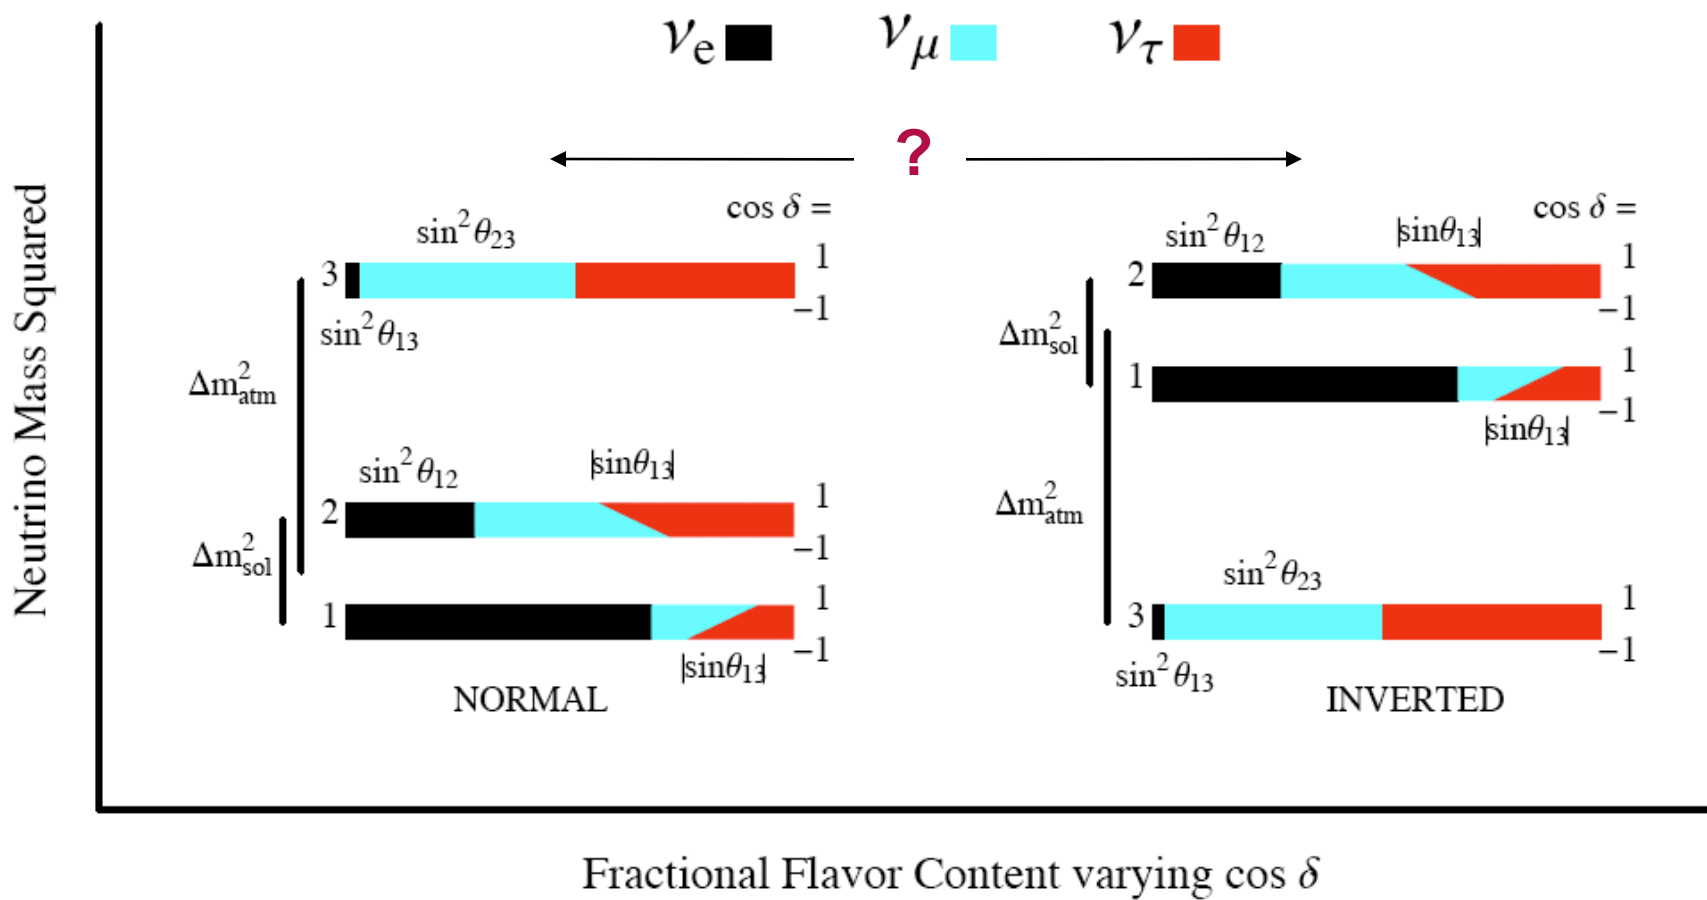 νe νμ ντ
?
cos δ =
cos δ =
sin²θ23
sin²θ12
|sinθ13|
3
1
2
1
−1
−1
sin²θ13
Δm²sol
1
1
−1
Δm²atm
|sinθ13|
sin²θ12
|sinθ13|
2
1
−1
Δm²atm
Δm²sol
sin²θ23
1
1
−1
3
1
−1
|sinθ13|
sin²θ13
NORMAL
INVERTED
Neutrino Mass Squared
Fractional Flavor Content varying cos δ